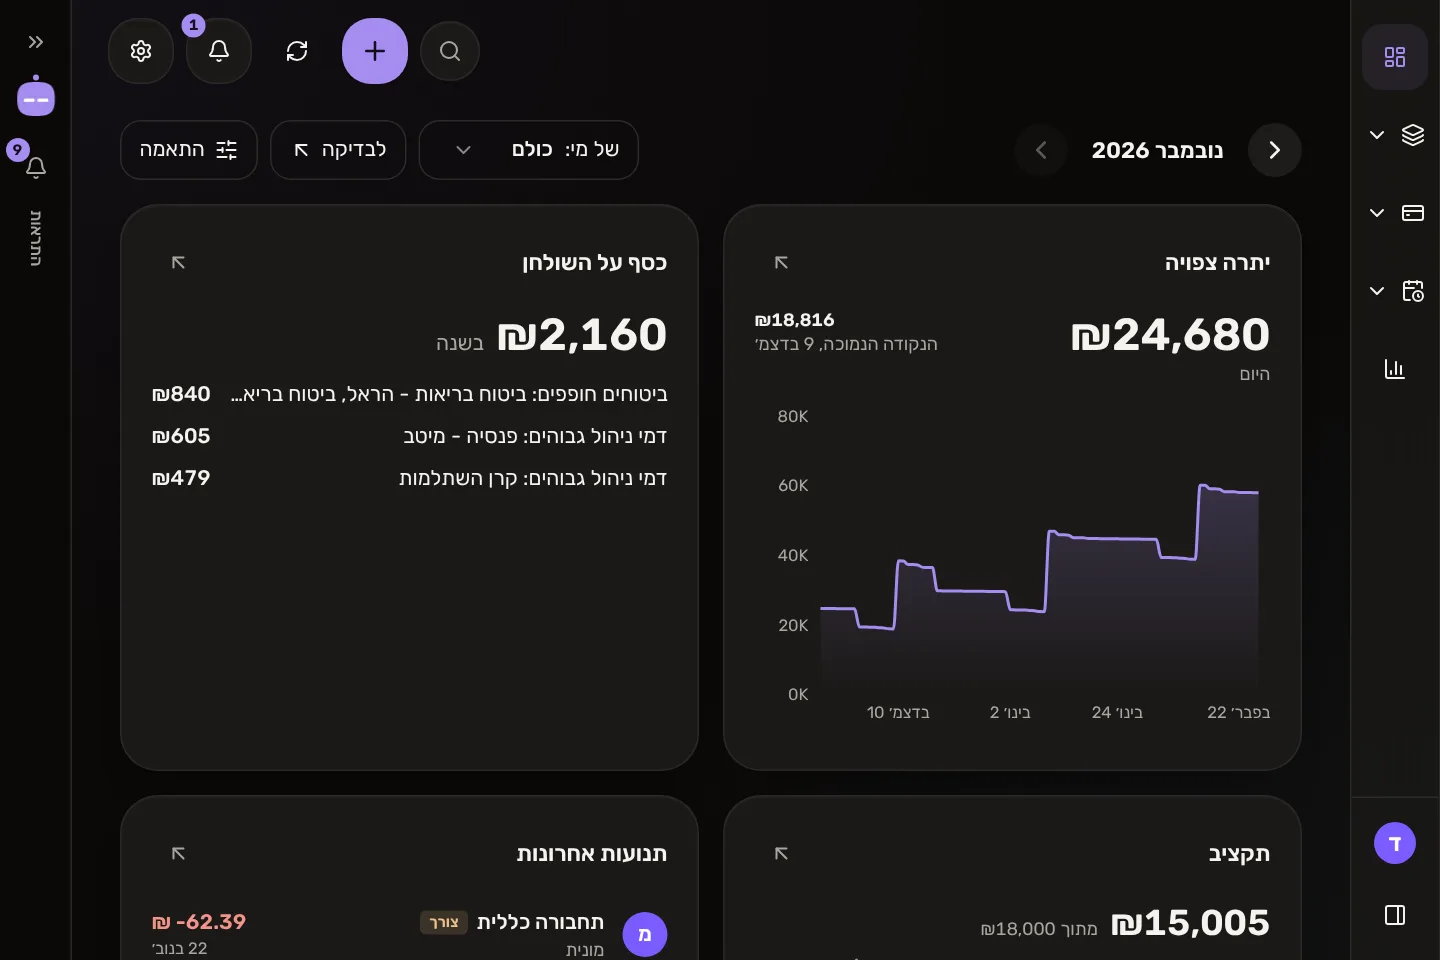 1
9
התראות
נובמבר 2026
של מי: כולם
לבדיקה
התאמה
יתרה צפויה
₪24,680
היום
₪18,816
הנקודה הנמוכה, 9 בדצמ׳
80K
60K
40K
20K
0K
10 בדצמ׳
2 בינו׳
24 בינו׳
22 בפבר׳
כסף על השולחן
₪2,160 בשנה
ביטוחים חופפים: ביטוח בריאות - הראל, ביטוח בריא... ₪840
דמי ניהול גבוהים: פנסיה - מיטב ₪605
דמי ניהול גבוהים: קרן השתלמות ₪479
תקציב
₪15,005 מתוך ₪18,000
תנועות אחרונות
מ
תחבורה כללית צורך
מונית
₪ -62.39
22 בנוב׳
ד